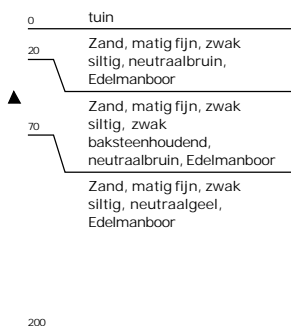 0 tuin
20 Zand, matig fijn, zwak
siltig, neutraalbruin,
Edelmanboor
Zand, matig fijn, zwak
70 siltig, zwak
baksteenhoudend,
neutraalbruin, Edelmanboor
Zand, matig fijn, zwak
siltig, neutraalgeel,
Edelmanboor
200